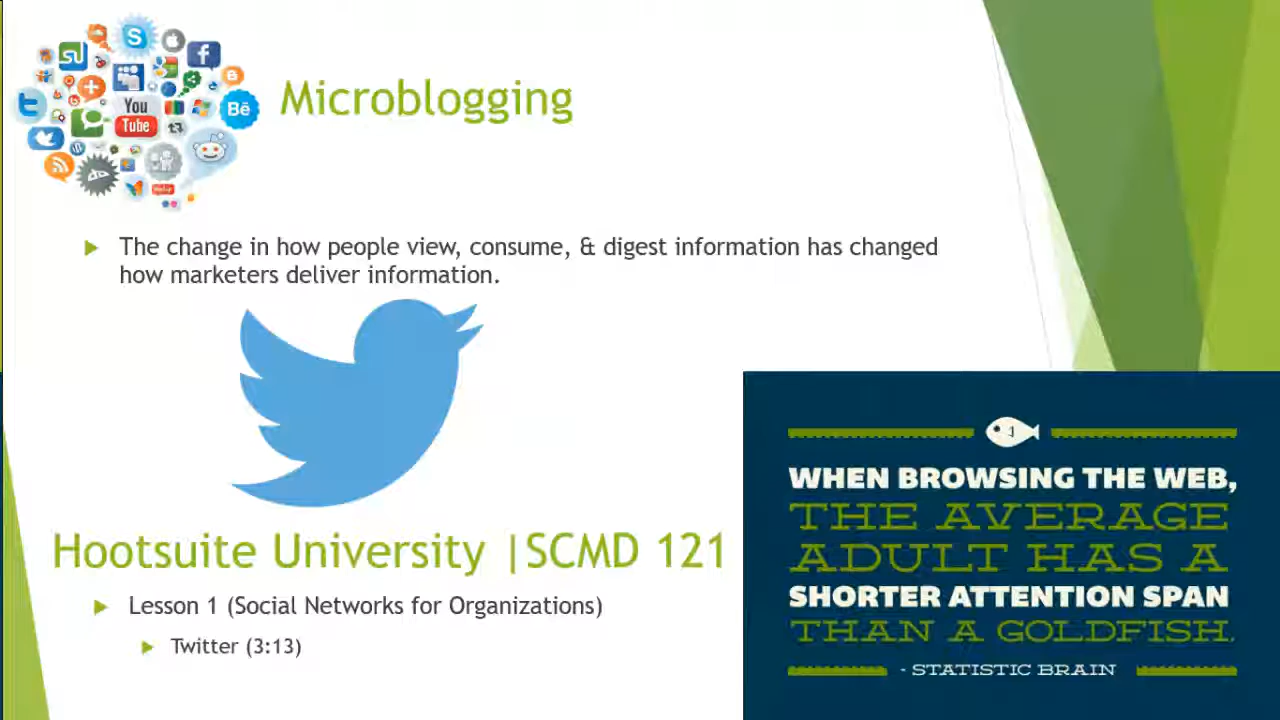 You
Tube
Microblogging
The change in how people view, consume, & digest information has changed
how marketers deliver information.
WHEN BROWSING THE WEB,
THE AVERAGE
ADULT HAS A
SHORTER ATTENTION SPAN
THAN A GOLDFISH.
- STATISTIC BRAIN
Hootsuite University |SCMD 121
Lesson 1 (Social Networks for Organizations)
Twitter (3:13)